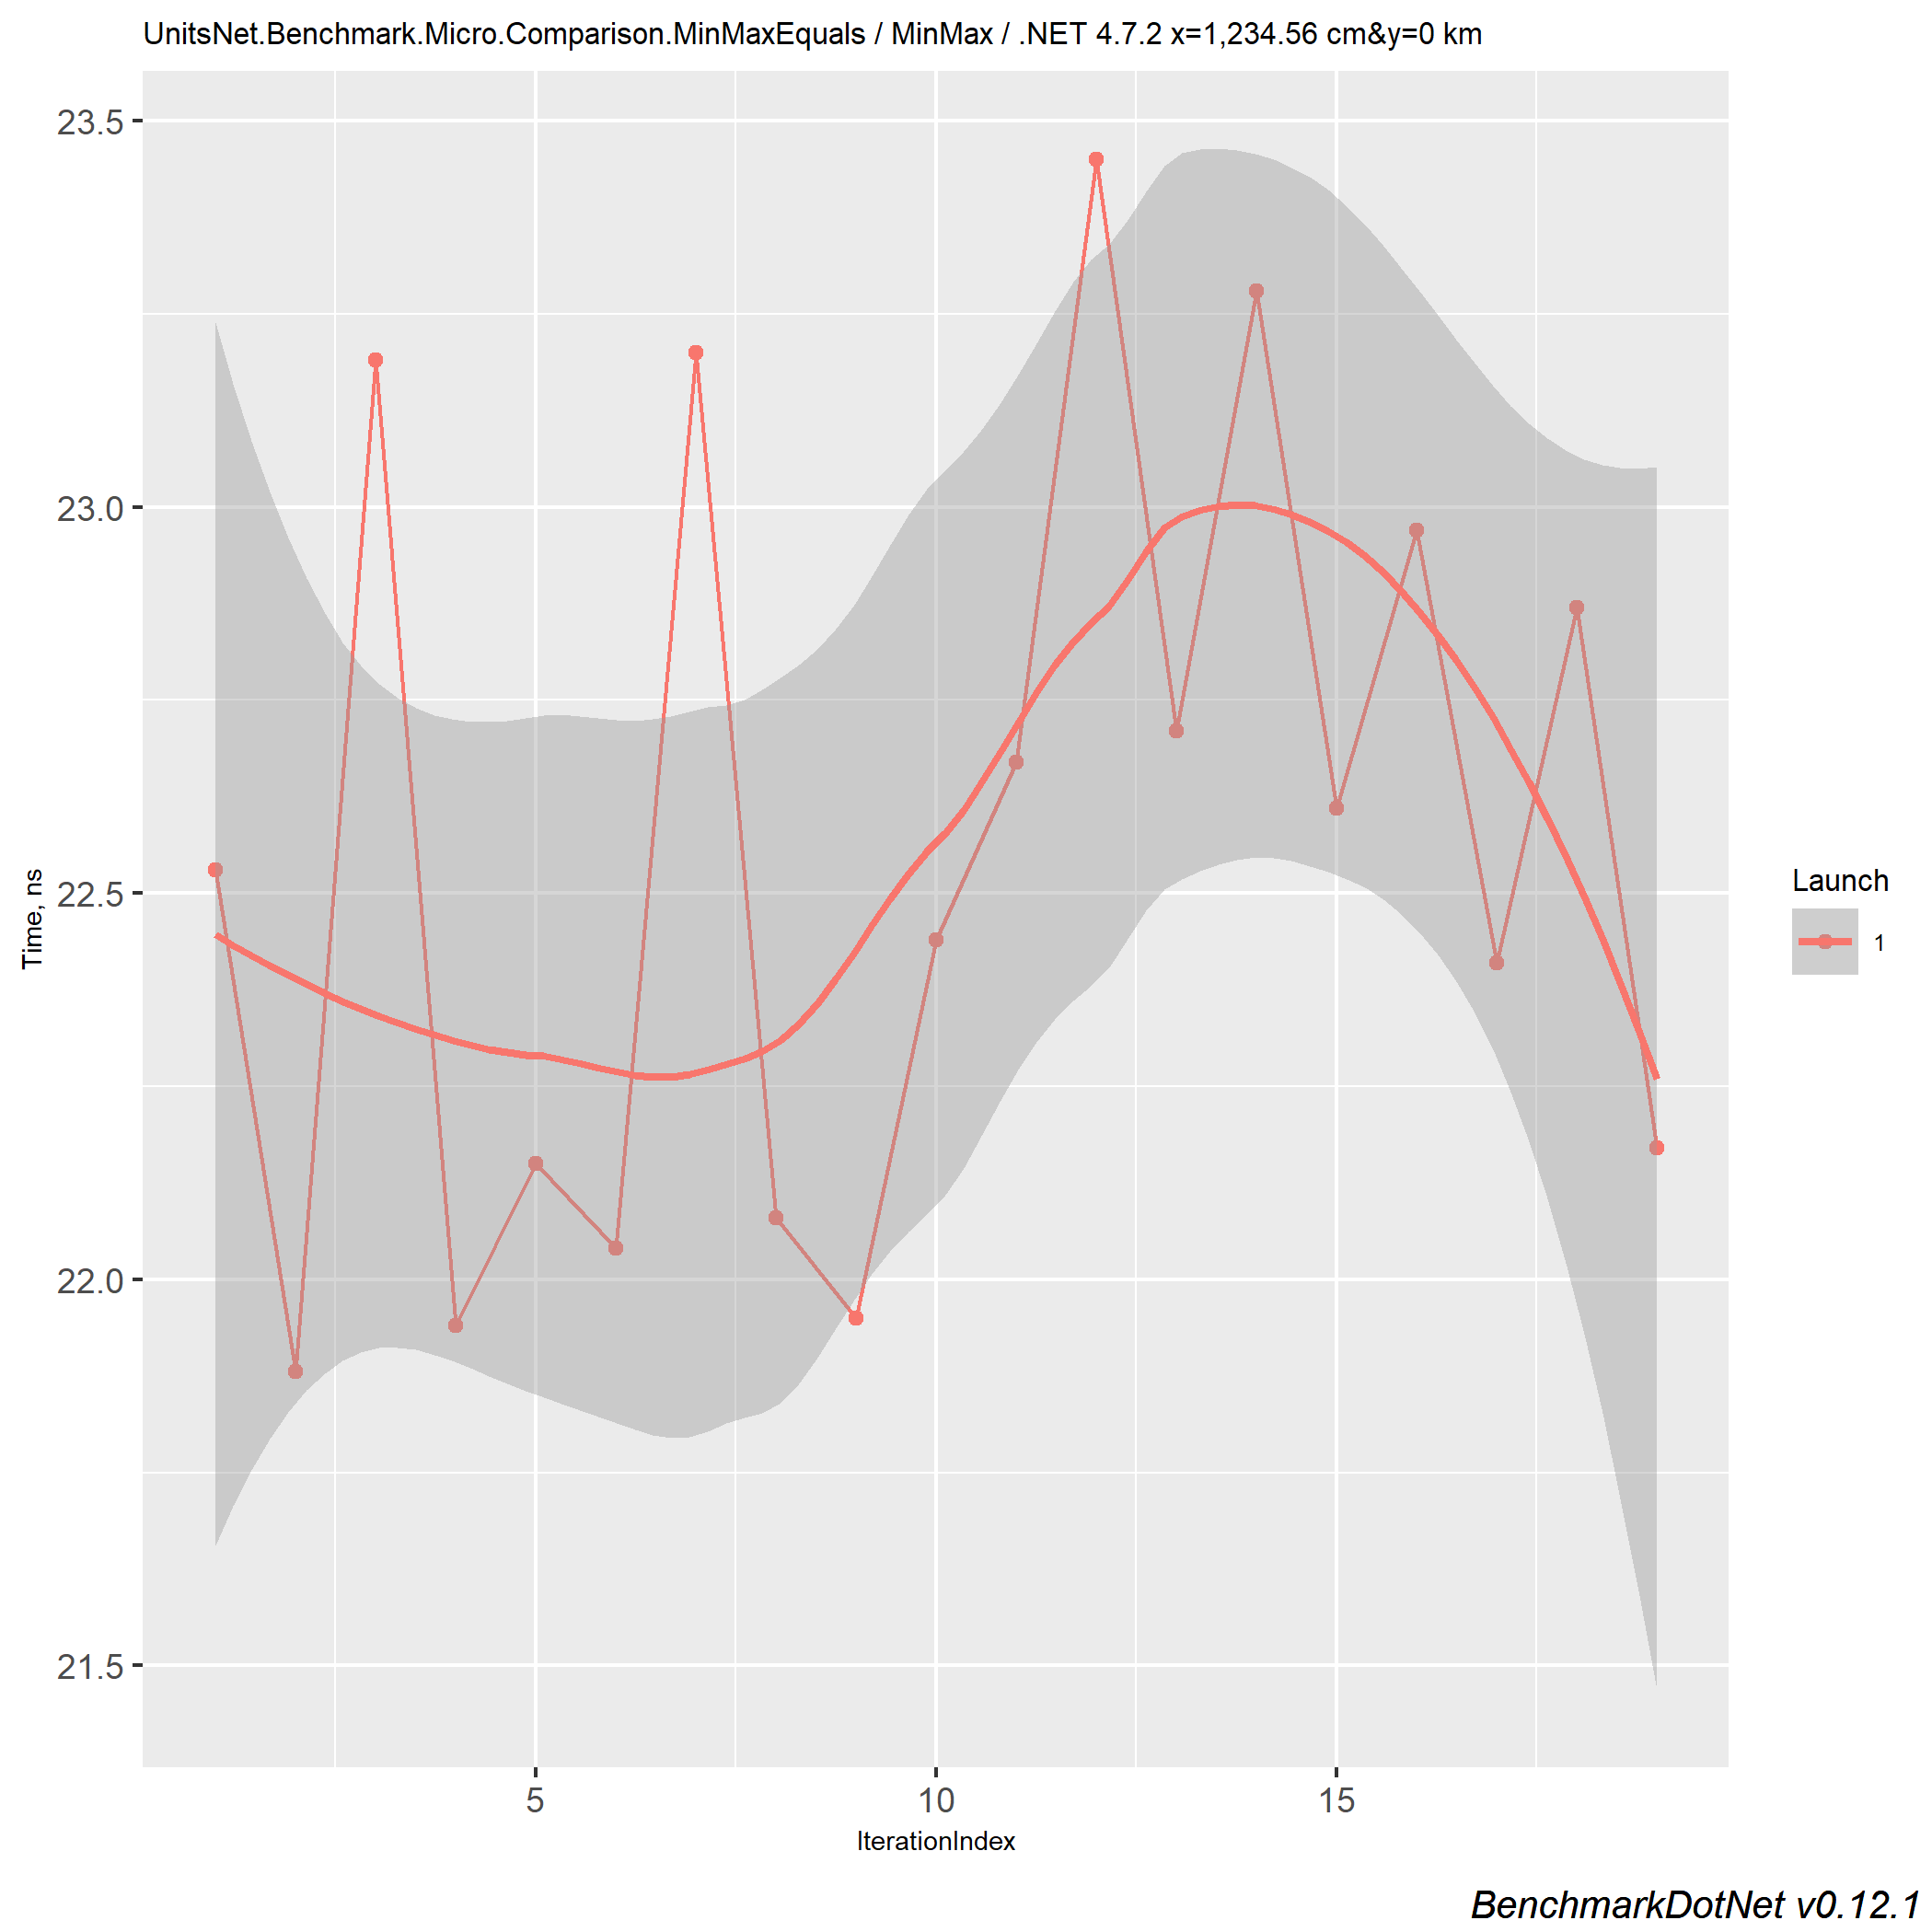 UnitsNet.Benchmark.Micro.Comparison.MinMaxEquals / MinMax / .NET 4.7.2 x=1,234.56 cm&y=0 km
23.5
23.0
22.5
22.0
21.5
Time, ns
5 10 15
IterationIndex
Launch
1
BenchmarkDotNet v0.12.1